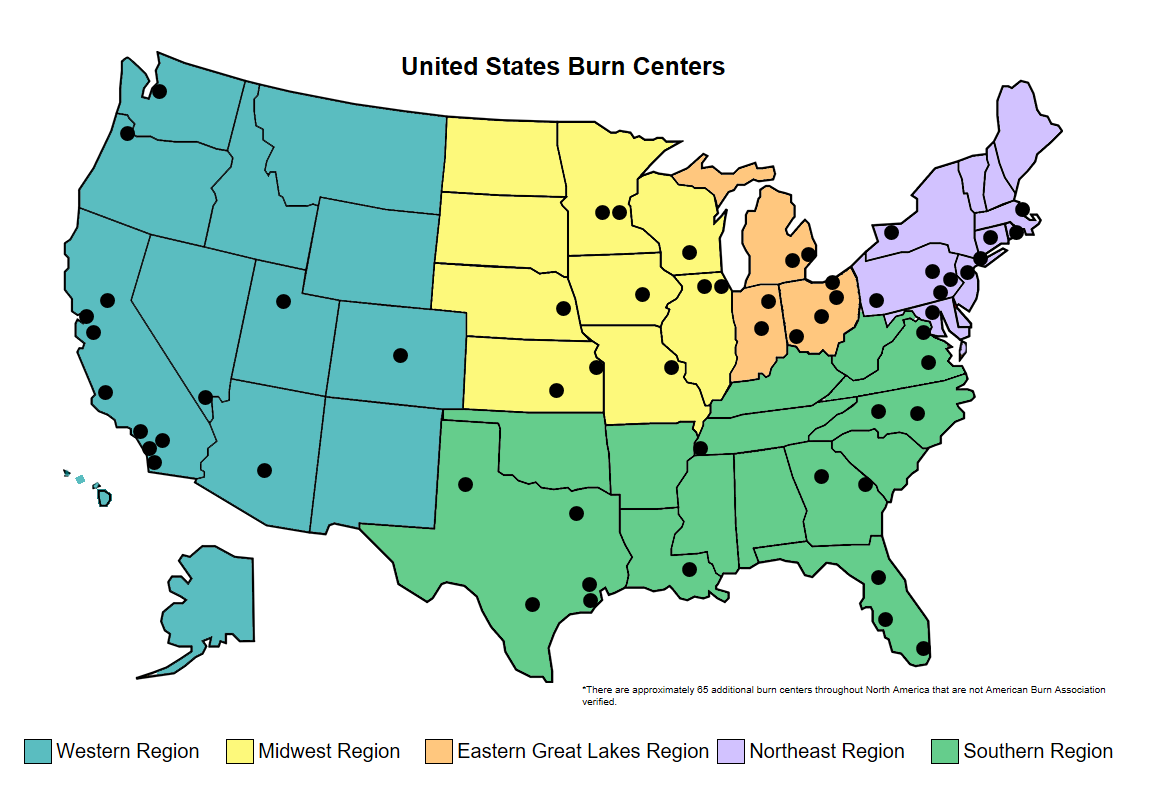 United States Burn Centers
*There are approximately 65 additional burn centers throughout North America that are not American Burn Association
verified.
Western Region
Midwest Region
Eastern Great Lakes Region
Northeast Region
Southern Region